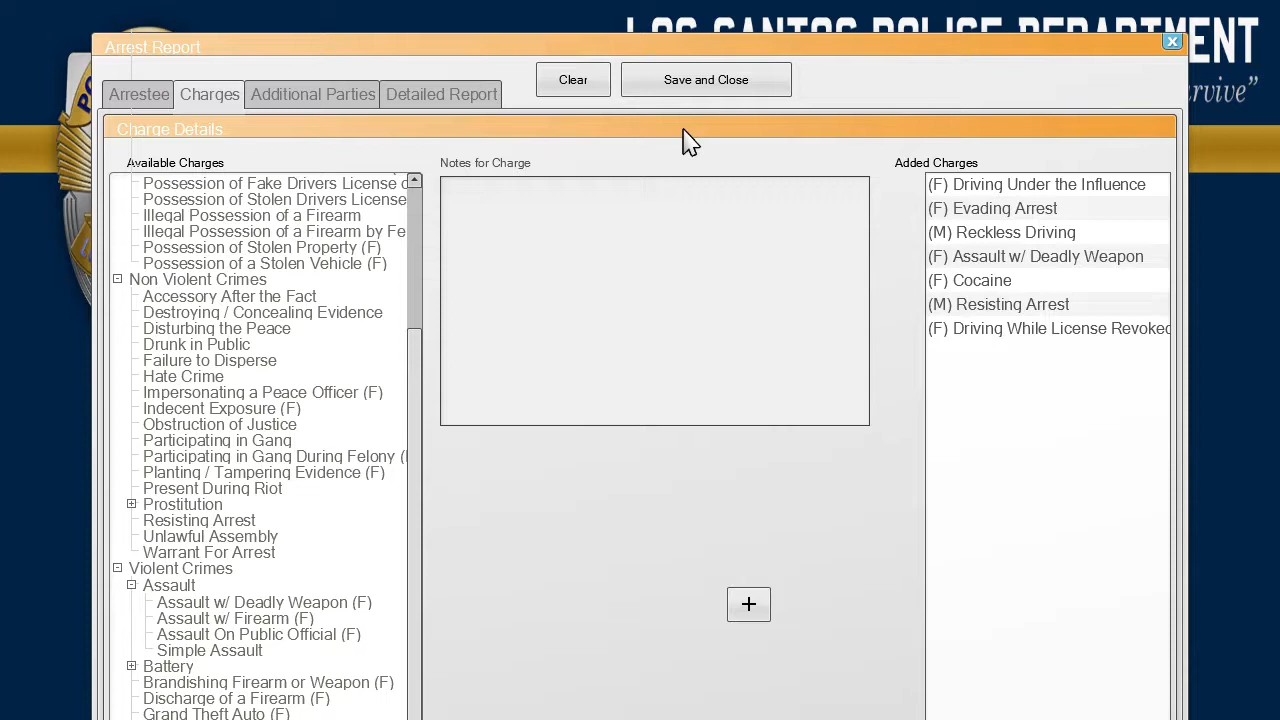 LOS SANTOS POLICE DEPARTMENT
Arrest Report
Clear
Save and Close
Arrestee
Charges
Additional Parties
Detailed Report
urvive”
Charge Details
Available Charges
Notes for Charge
Added Charges
Possession of Fake Drivers License
Possession of Stolen Drivers License
Illegal Possession of a Firearm
Illegal Possession of a Firearm by Fe
Possession of Stolen Property (F)
Possession of a Stolen Vehicle (F)
Non Violent Crimes
Accessory After the Fact
Destroying / Concealing Evidence
Disturbing the Peace
Drunk in Public
Failure to Disperse
Hate Crime
Impersonating a Peace Officer (F)
Indecent Exposure (F)
Obstruction of Justice
Participating in Gang
Participating in Gang During Felony (
Planting / Tampering Evidence (F)
Present During Riot
Prostitution
Resisting Arrest
Unlawful Assembly
Warrant For Arrest
Violent Crimes
Assault
Assault w/ Deadly Weapon (F)
Assault w/ Firearm (F)
Assault On Public Official (F)
Simple Assault
Battery
Brandishing Firearm or Weapon (F)
Discharge of a Firearm (F)
Grand Theft Auto (F)
+
(F) Driving Under the Influence
(F) Evading Arrest
(M) Reckless Driving
(F) Assault w/ Deadly Weapon
(F) Cocaine
(M) Resisting Arrest
(F) Driving While License Revoked